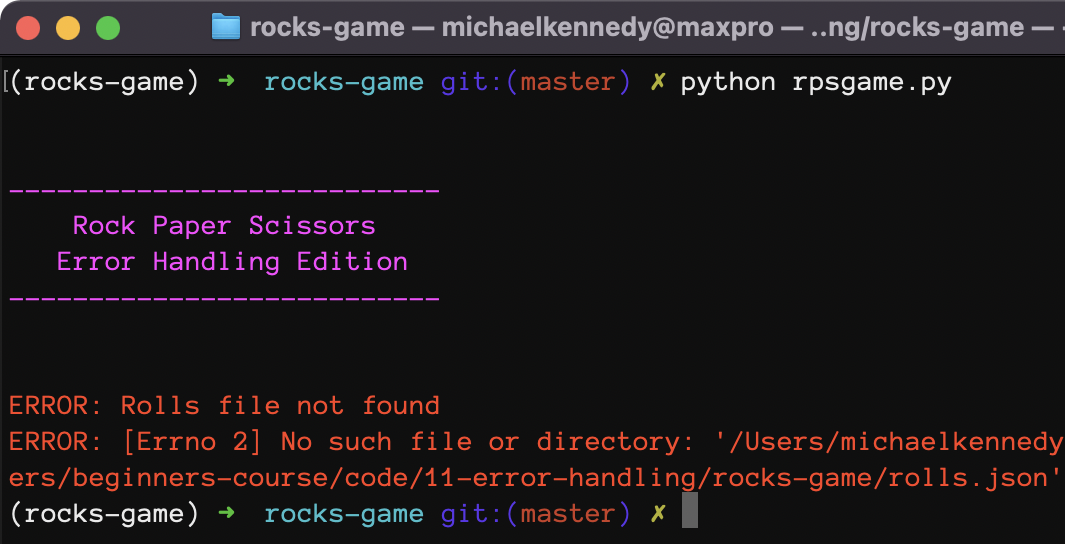 rocks-game — michaelkennedy@maxpro — ..ng/rocks-game —
(rocks-game) ➜ rocks-game git:(master) ✗ python rpsgame.py
---------------------------
Rock Paper Scissors
Error Handling Edition
---------------------------
ERROR: Rolls file not found
ERROR: [Errno 2] No such file or directory: '/Users/michaelkennedy
ers/beginners-course/code/11-error-handling/rocks-game/rolls.json'
(rocks-game) ➜ rocks-game git:(master) ✗